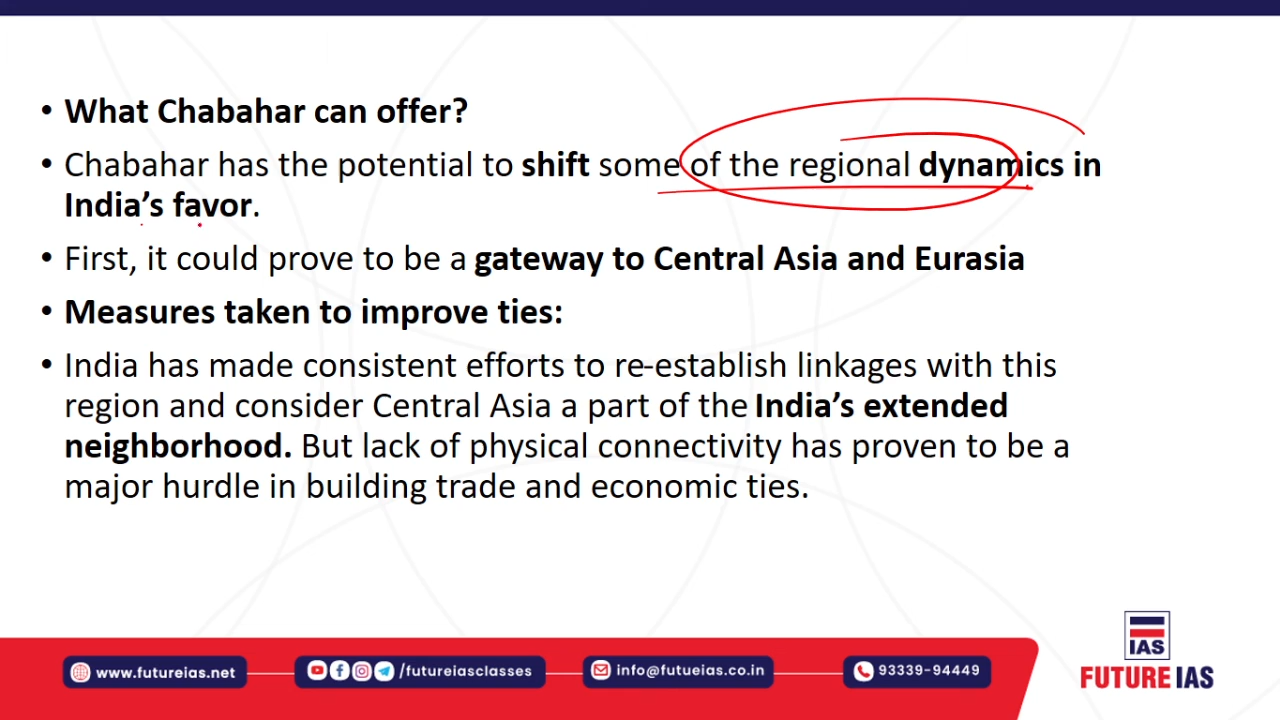 • What Chabahar can offer?
• Chabahar has the potential to shift some of the regional dynamics in
India’s favor.
• First, it could prove to be a gateway to Central Asia and Eurasia
• Measures taken to improve ties:
• India has made consistent efforts to re-establish linkages with this
region and consider Central Asia a part of the India’s extended
neighborhood. But lack of physical connectivity has proven to be a
major hurdle in building trade and economic ties.
IAS
FUTURE IAS
www.futureias.net
/futureiasclasses
info@futueias.co.in
93339-94449